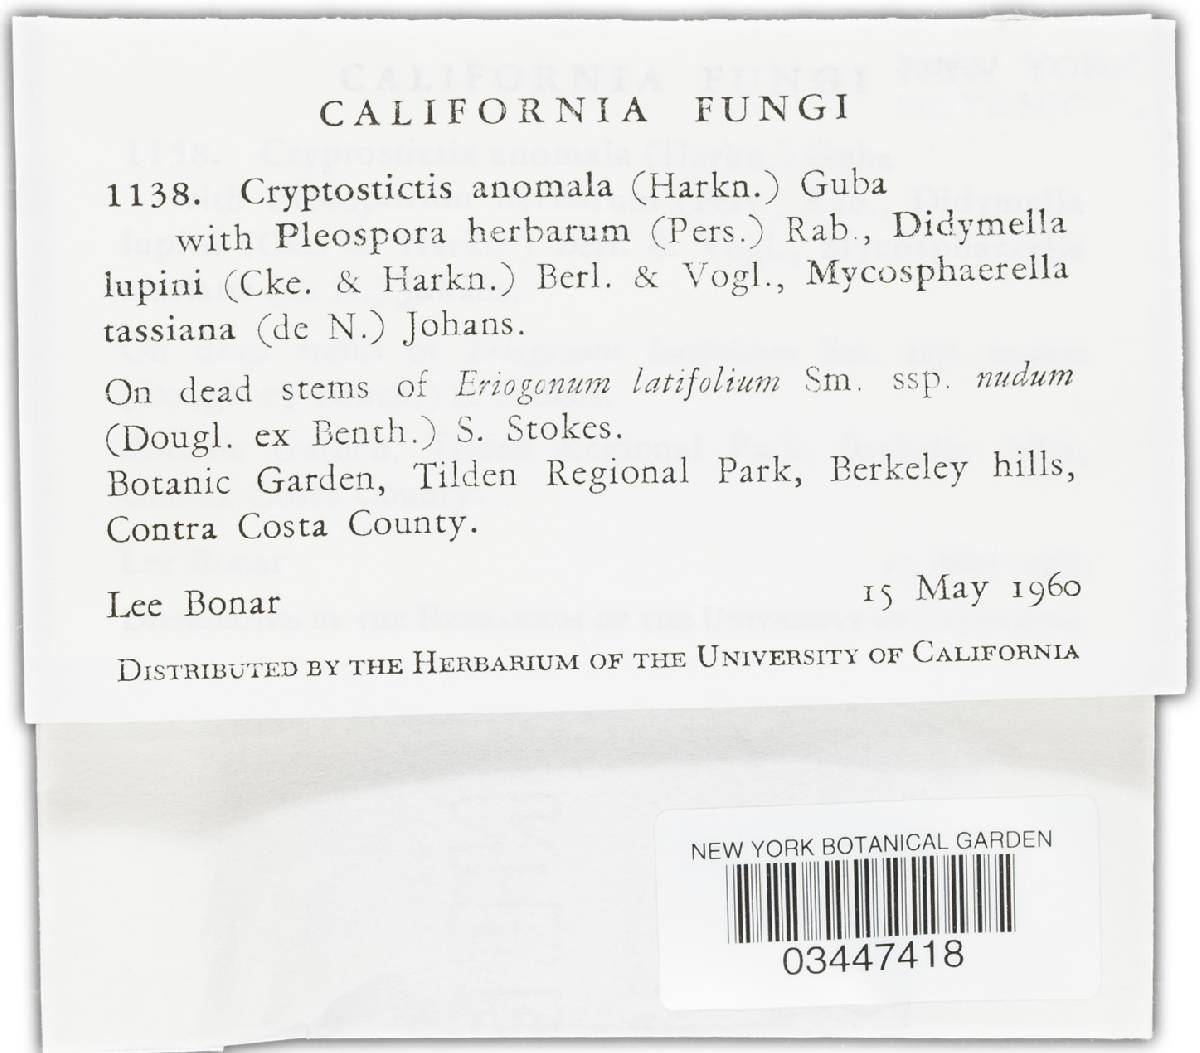 CALIFORNIA FUNGI
1138. Cryptostictis anomala (Harkn.) Guba
with Pleospora herbarum (Pers.) Rab., Didymella
lupini (Cke. & Harkn.) Berl. & Vogl., Mycosphaerella
tassiana (de N.) Johans.
On dead stems of Eriogonum latifolium Sm. ssp. nudum
(Dougl. ex Benth.) S. Stokes.
Botanic Garden, Tilden Regional Park, Berkeley hills,
Contra Costa County.
Lee Bonar 15 May 1960
DISTRIBUTED BY THE HERBARIUM OF THE UNIVERSITY OF CALIFORNIA
NEW YORK BOTANICAL GARDEN
03447418